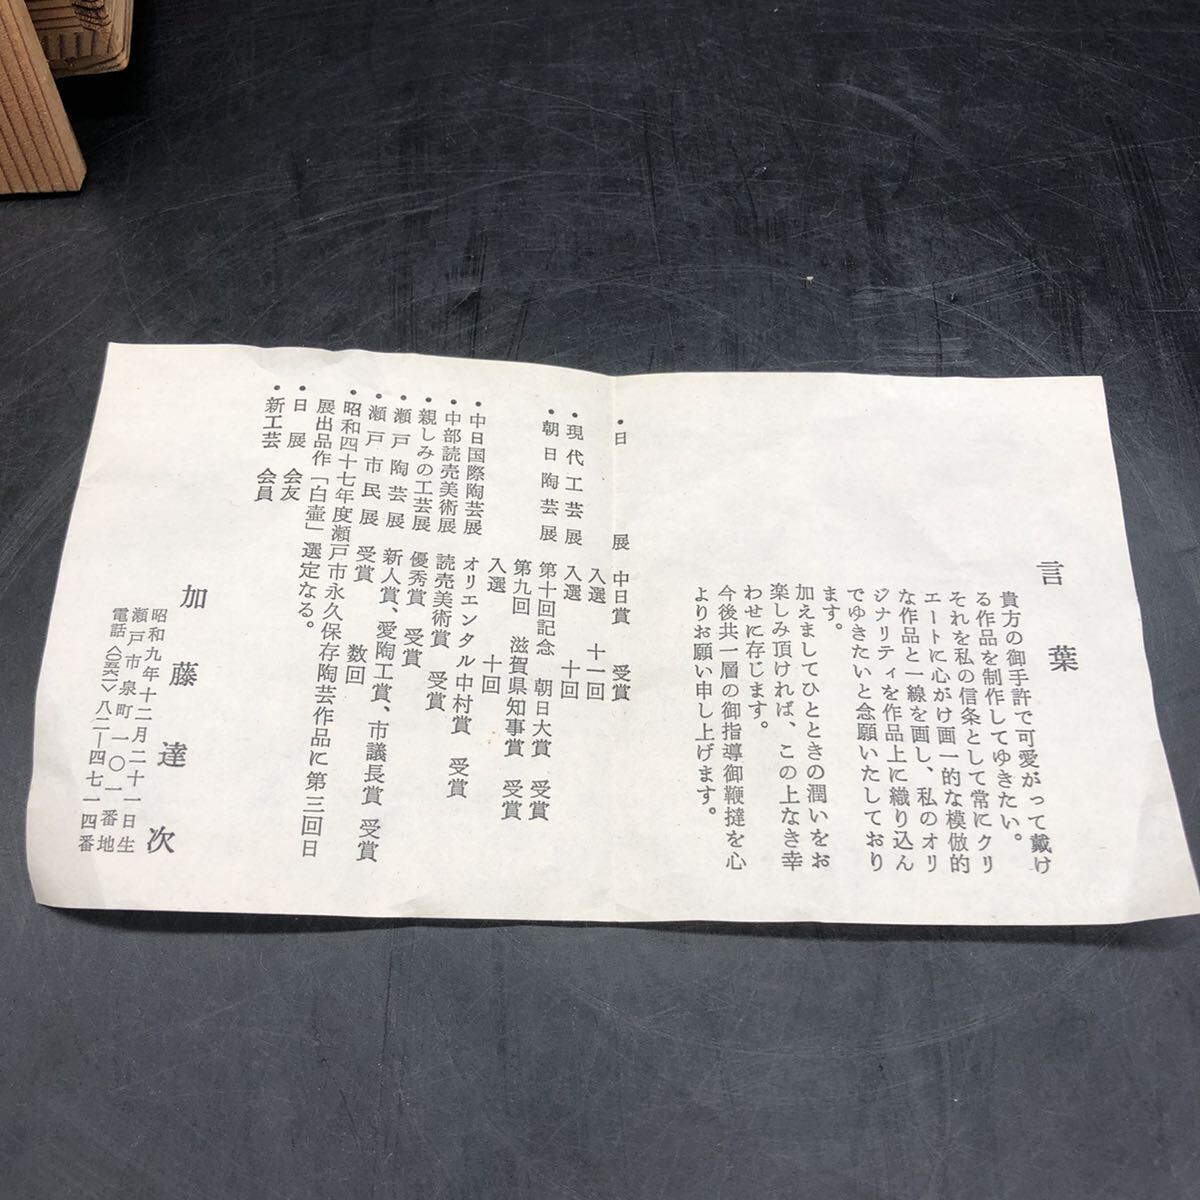 言葉
貴方の御手許で可愛がって戴け
る作品を制作してゆきたい。
それを私の信条として常にクリ
エートに心がけ画一的な模倣的
な作品と一線を画し、私のオリ
ジナリティを作品上に織り込ん
でゆきたいと念願いたしており
ます。
加えましてひとときの潤いをお
楽しみ頂ければ、この上なき幸
わせに存じます。
今後共一層の御指導御鞭撻を心
よりお願い申し上げます。
・日展 中日賞 受賞
入選 十一回
・現代工芸展 入選 十回
・朝日陶芸展 第十回記念 朝日大賞 受賞
第九回 滋賀県知事賞 受賞
入選 十回
・中日国際陶芸展 オリエンタル中村賞 受賞
・中部読売美術展 読売美術賞 受賞
・親しみの工芸展 優秀賞 受賞
・瀬戸陶芸展 新人賞、愛陶工賞、市議長賞 受賞
・瀬戸市民展 受賞 数回
・昭和四十七年度瀬戸市永久保存陶芸作品に第三回日
展出品作「白壷」選定なる。
・日展 会友
・新工芸 会員
加藤達次
昭和九年十二月二十一日生
瀬戸市泉町一〇一番地
電話〈〇五六一〉八二ー四七一四番